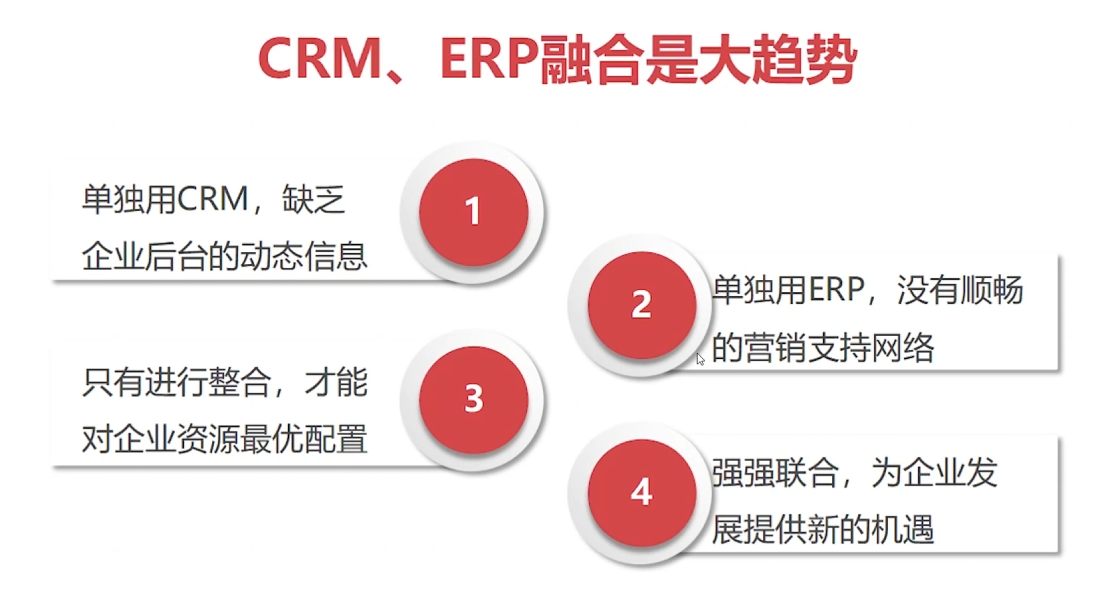 CRM、ERP融合是大趋势
1
单独用CRM，缺乏
企业后台的动态信息
2
单独用ERP，没有顺畅
的营销支持网络
3
只有进行整合，才能
对企业资源最优配置
4
强强联合，为企业发
展提供新的机遇